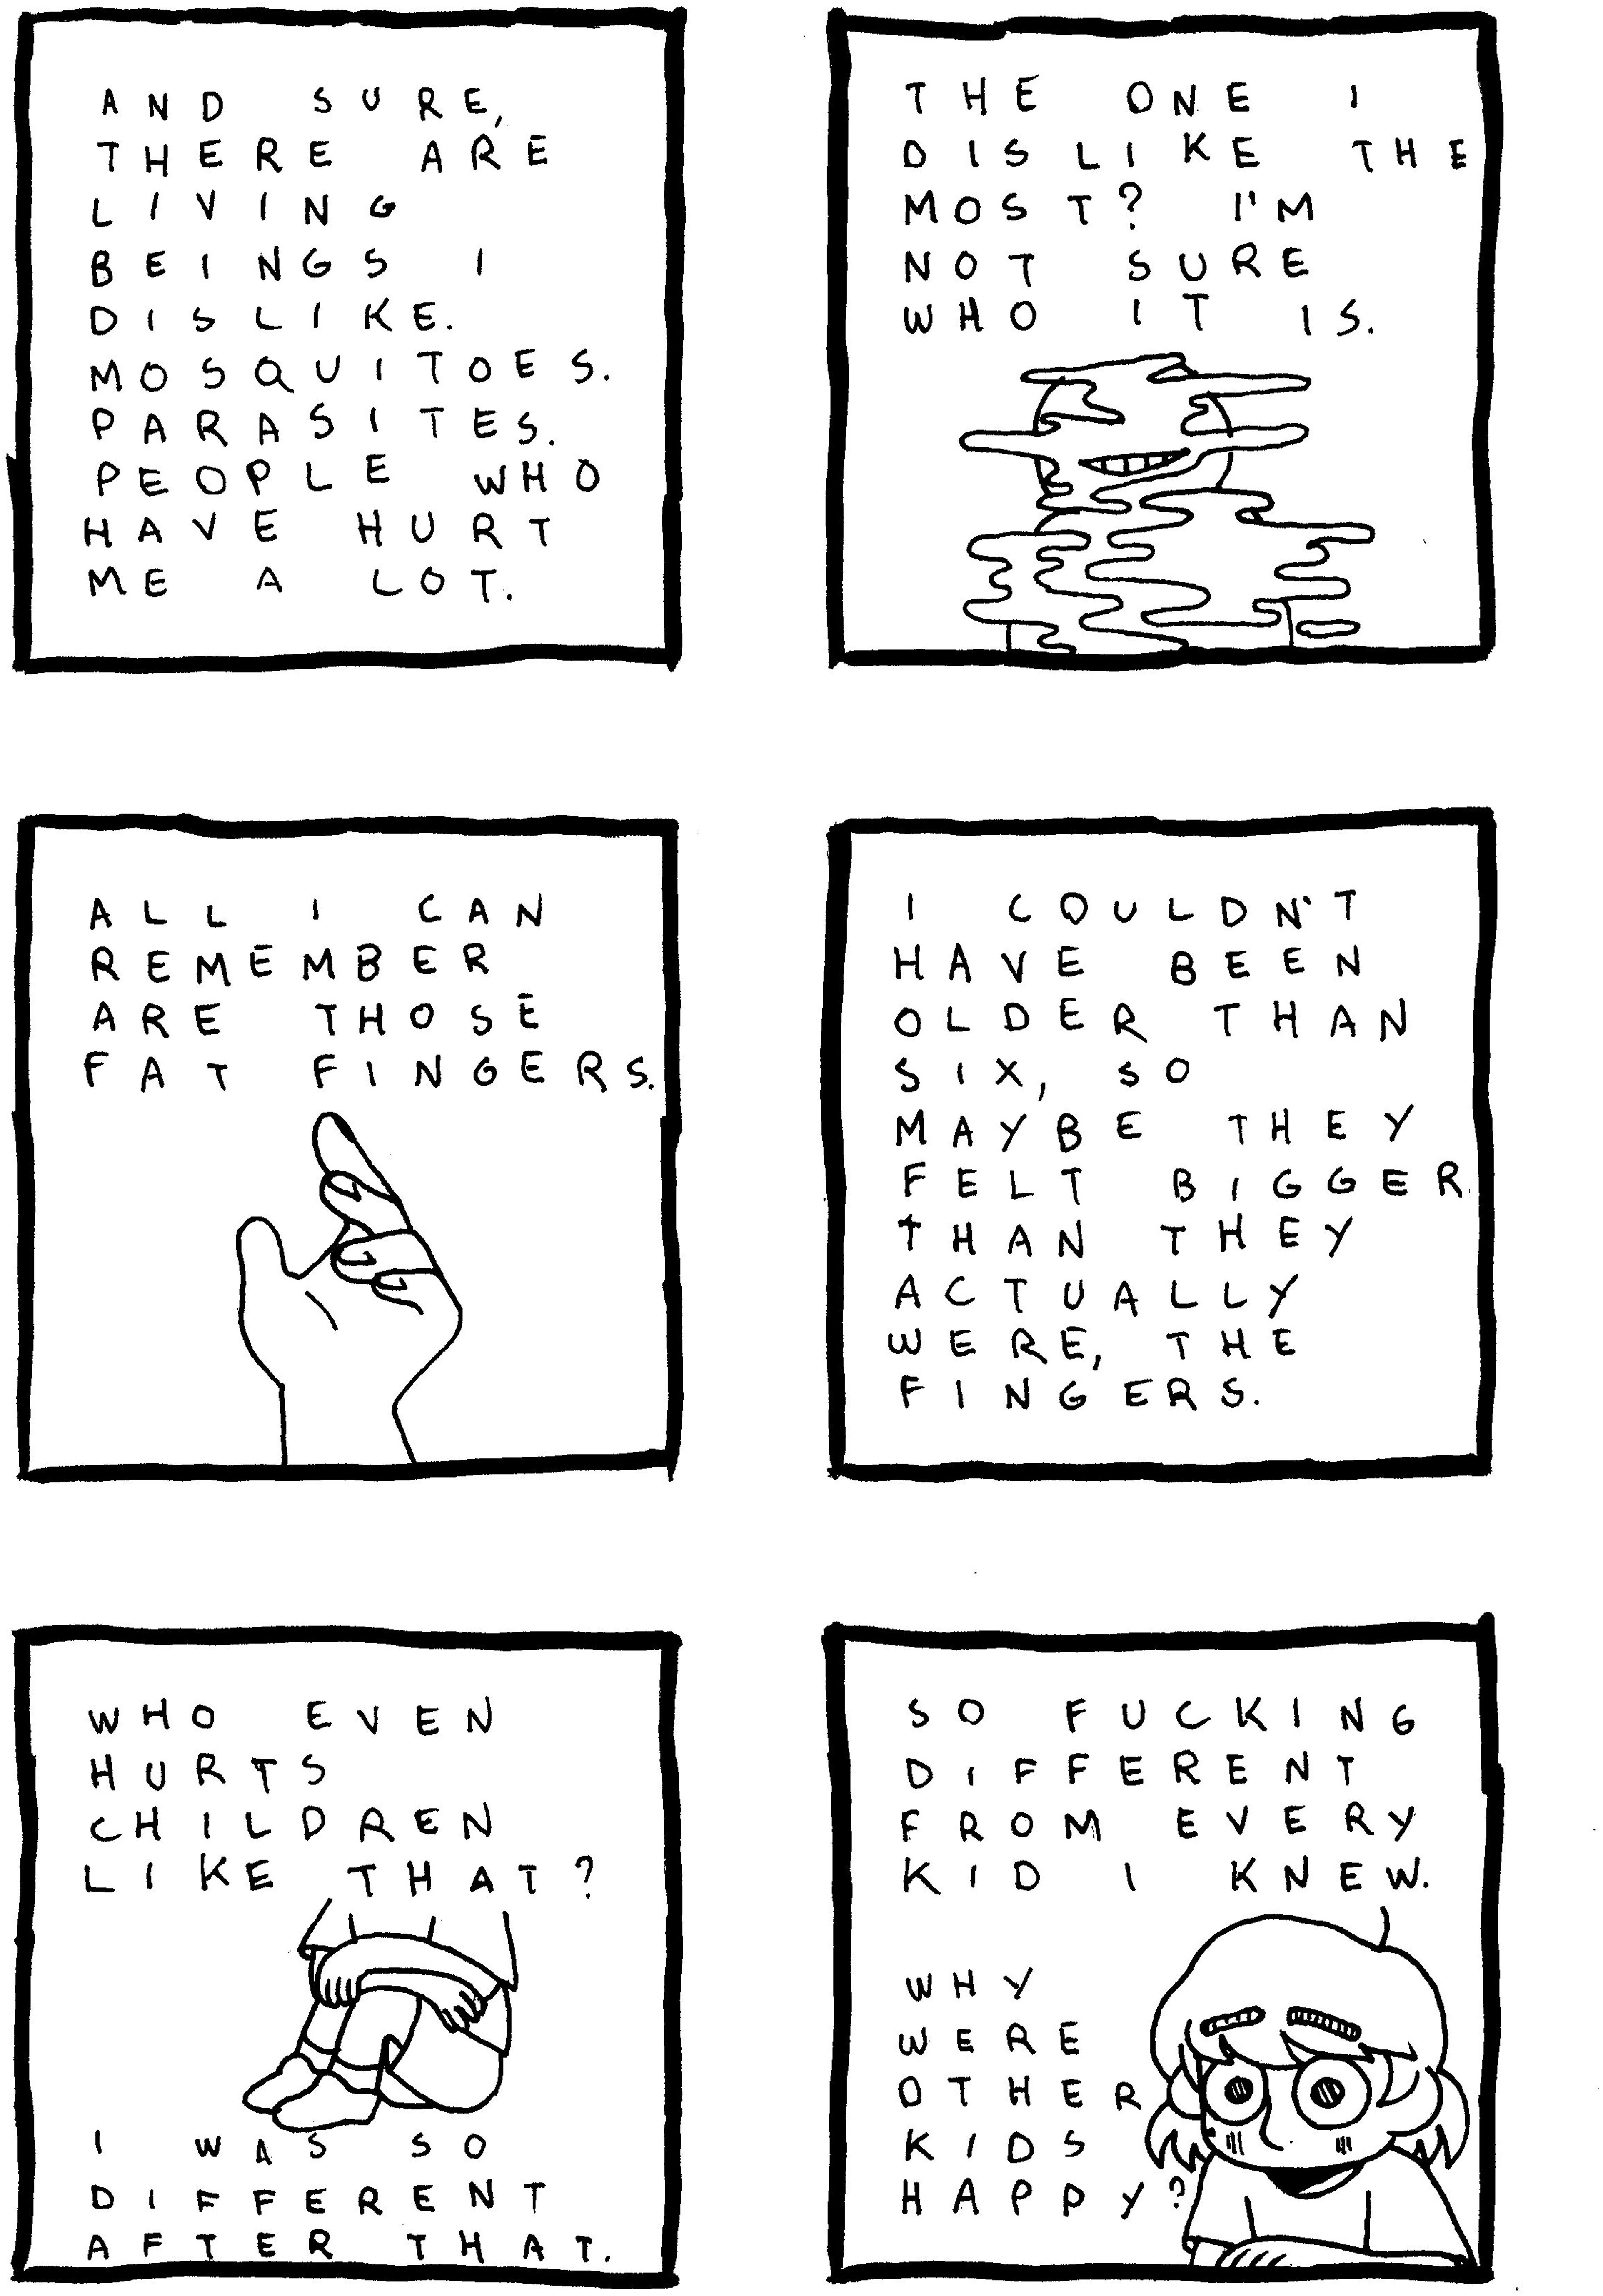 AND SURE,
THERE ARE
LIVING
BEINGS I
DISLIKE.
MOSQUITOES.
PARASITES.
PEOPLE WHO
HAVE HURT
ME A LOT.
THE ONE I
DISLIKE THE
MOST? I'M
NOT SURE
WHO IT IS.
ALL I CAN
REMEMBER
ARE THOSE
FAT FINGERS.
I COULDN'T
HAVE BEEN
OLDER THAN
SIX, SO
MAYBE THEY
FELT BIGGER
THAN THEY
ACTUALLY
WERE, THE
FINGERS.
WHO EVEN
HURTS
CHILDREN
LIKE THAT?
I WAS SO
DIFFERENT
AFTER THAT.
SO FUCKING
DIFFERENT
FROM EVERY
KID I KNEW.
WHY
WERE
OTHER
KIDS
HAPPY?